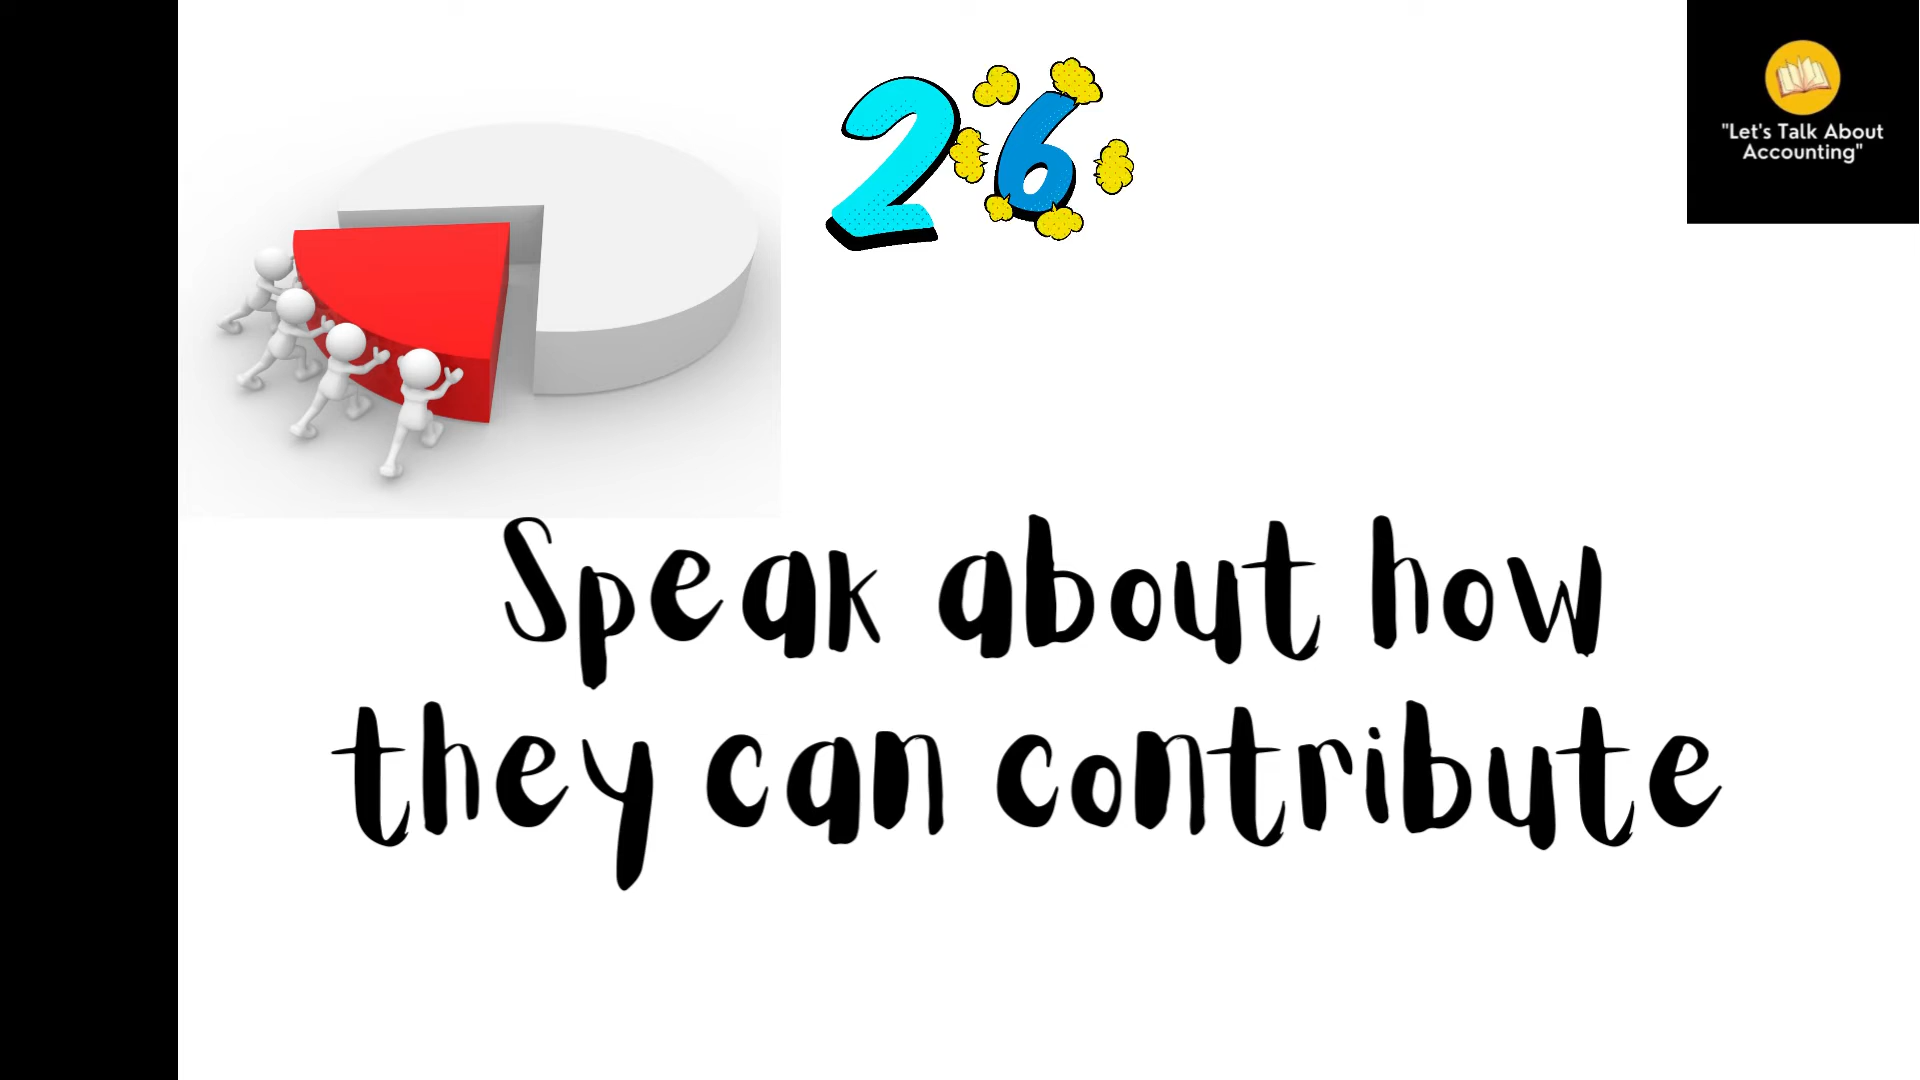 26
"Let's Talk About
Accounting"
Speak about how
they can contribute